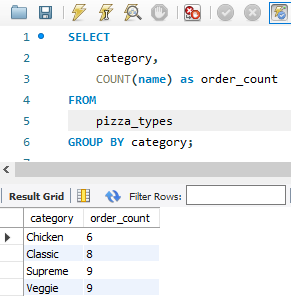 1 SELECT
2 category,
3 COUNT(name) as order_count
4 FROM
5 pizza_types
6 GROUP BY category;
Result Grid Filter Rows:
category order_count
Chicken 6
Classic 8
Supreme 9
Veggie 9